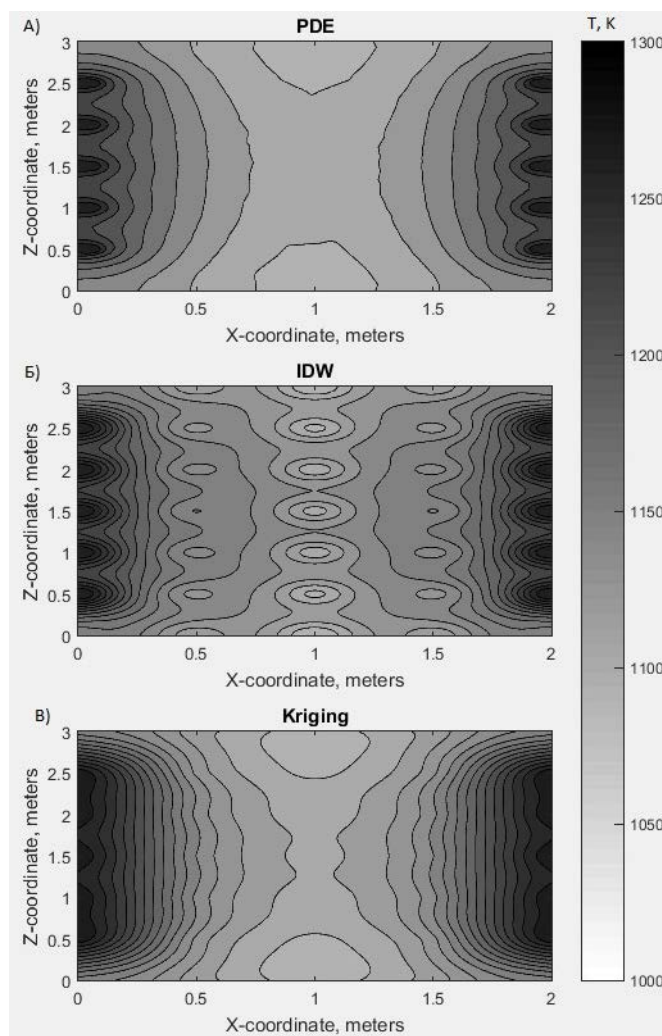 А)
PDE
T, K
3
2.5
2
1.5
1
0.5
0
Z-coordinate, meters
0 0.5 1 1.5 2
X-coordinate, meters
Б)
IDW
3
2.5
2
1.5
1
0.5
0
Z-coordinate, meters
0 0.5 1 1.5 2
X-coordinate, meters
В)
Kriging
3
2.5
2
1.5
1
0.5
0
Z-coordinate, meters
0 0.5 1 1.5 2
X-coordinate, meters
1300
1250
1200
1150
1100
1050
1000